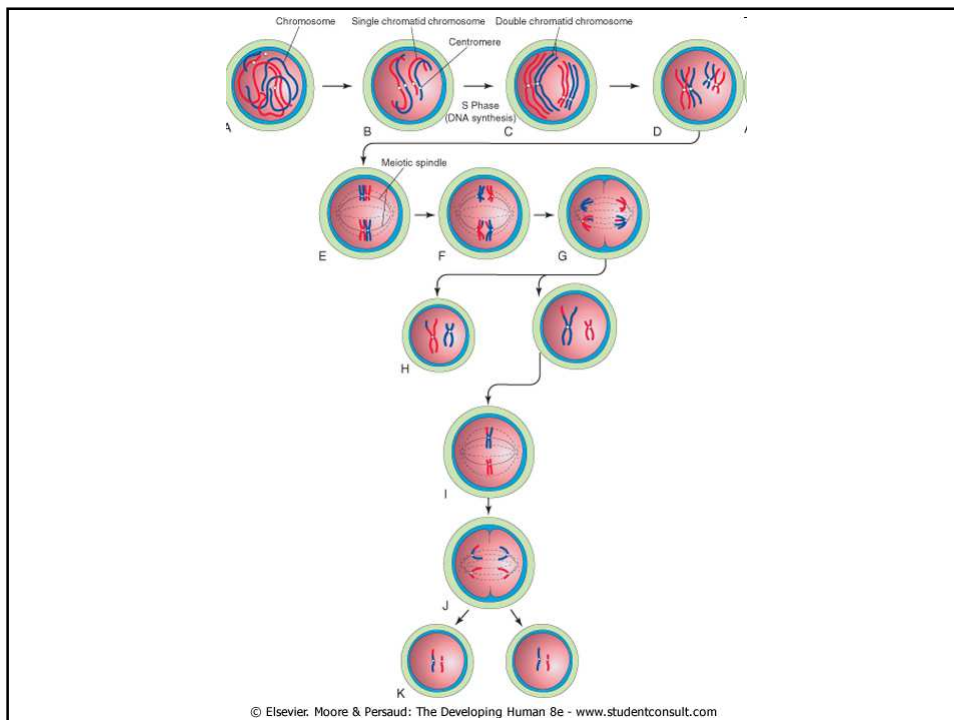 Chromosome
Single chromatid chromosome
Double chromatid chromosome
Centromere
S Phase
(DNA synthesis)
A
B
C
D
Meiotic spindle
E
F
G
H
I
J
K
© Elsevier. Moore & Persaud: The Developing Human 8e - www.studentconsult.com